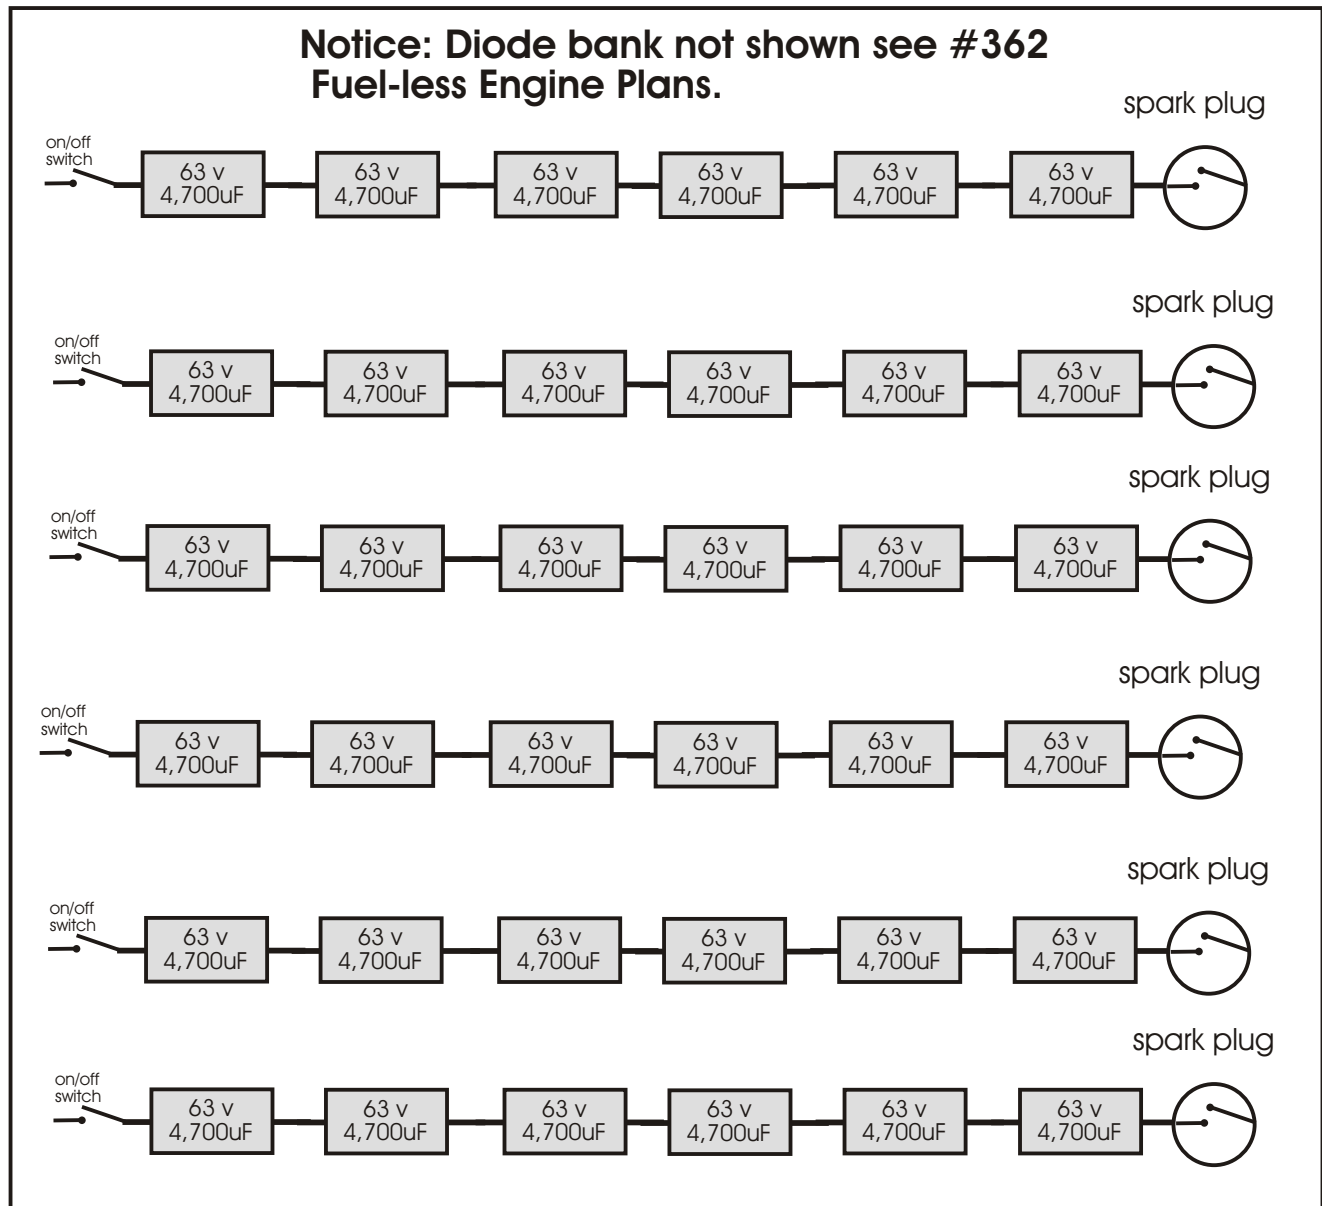 Notice: Diode bank not shown see #362
Fuel-less Engine Plans.
spark plug
on/off
switch
63 v 63 v 63 v 63 v 63 v 63 v
4,700uF 4,700uF 4,700uF 4,700uF 4,700uF 4,700uF
spark plug
on/off
switch
63 v 63 v 63 v 63 v 63 v 63 v
4,700uF 4,700uF 4,700uF 4,700uF 4,700uF 4,700uF
spark plug
on/off
switch
63 v 63 v 63 v 63 v 63 v 63 v
4,700uF 4,700uF 4,700uF 4,700uF 4,700uF 4,700uF
spark plug
on/off
switch
63 v 63 v 63 v 63 v 63 v 63 v
4,700uF 4,700uF 4,700uF 4,700uF 4,700uF 4,700uF
spark plug
on/off
switch
63 v 63 v 63 v 63 v 63 v 63 v
4,700uF 4,700uF 4,700uF 4,700uF 4,700uF 4,700uF
spark plug
on/off
switch
63 v 63 v 63 v 63 v 63 v 63 v
4,700uF 4,700uF 4,700uF 4,700uF 4,700uF 4,700uF